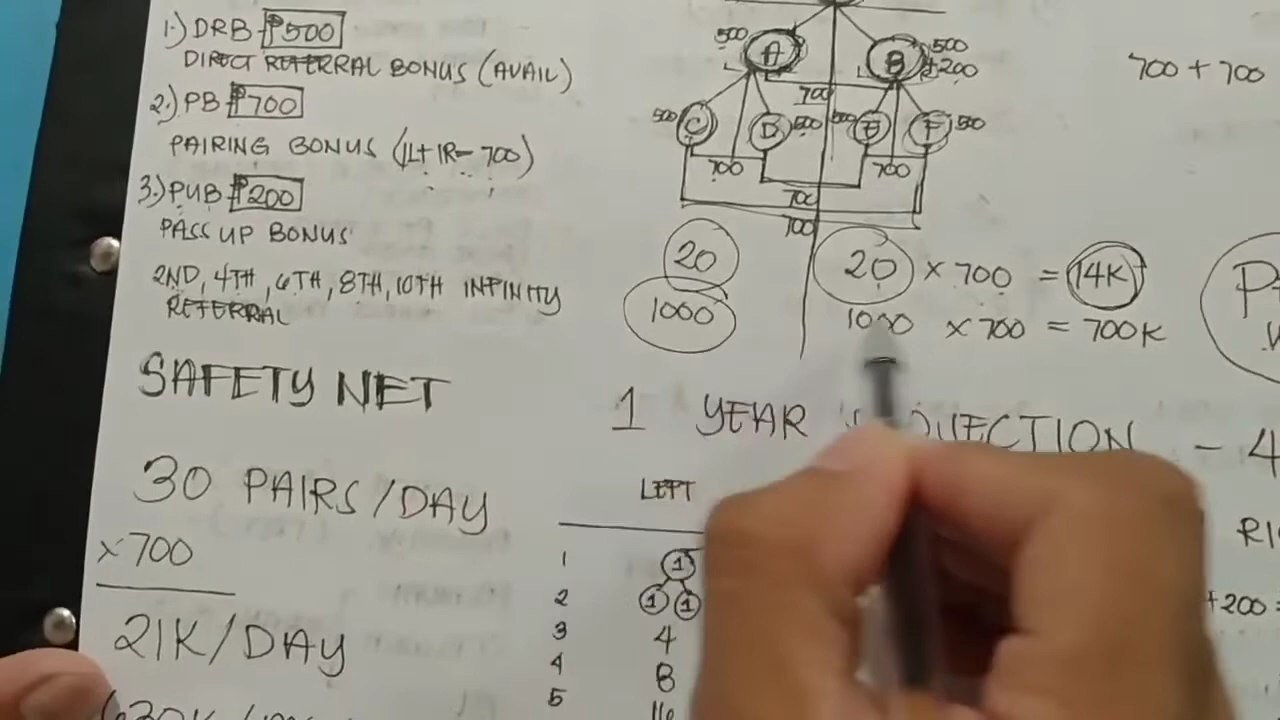 1.) DRB - ₱500
DIRECT REFERRAL BONUS (AVAIL)
2.) PB - ₱700
PAIRING BONUS (1L + 1R = 700)
3.) PUB - ₱200
PASS UP BONUS
2ND, 4TH, 6TH, 8TH, 10TH INFINITY
REFERRAL
SAFETY NET
30 PAIRS/DAY
x700
21K/DAY
500 A B 500
+200
700
500 C D 500 E F 500
700 700
700
700
20 20 x 700 = 14K
1000 1000 x 700 = 700K
700 + 700
1 YEAR
- 4
LEFT
1 1
2 1 1
3 4
4 8
5 16
+200 =